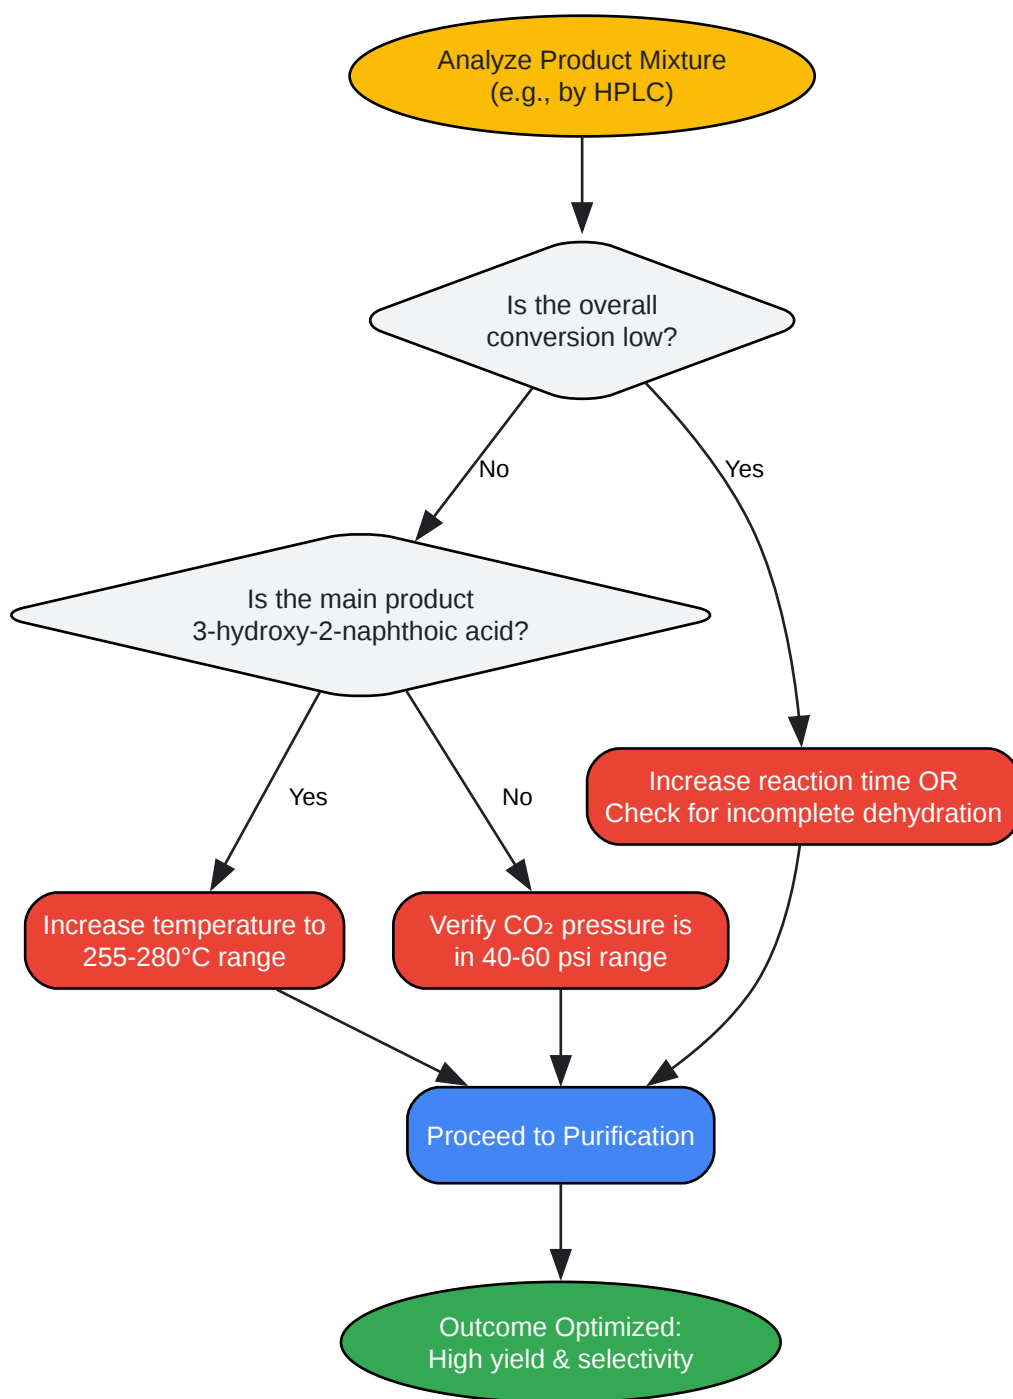 Analyze Product Mixture
(e.g., by HPLC)
Is the overall
conversion low?
No
Yes
Is the main product
3-hydroxy-2-naphthoic acid?
Increase reaction time OR
Check for incomplete dehydration
Yes
No
Increase temperature to
255-280°C range
Verify CO₂ pressure is
in 40-60 psi range
Proceed to Purification
Outcome Optimized:
High yield & selectivity